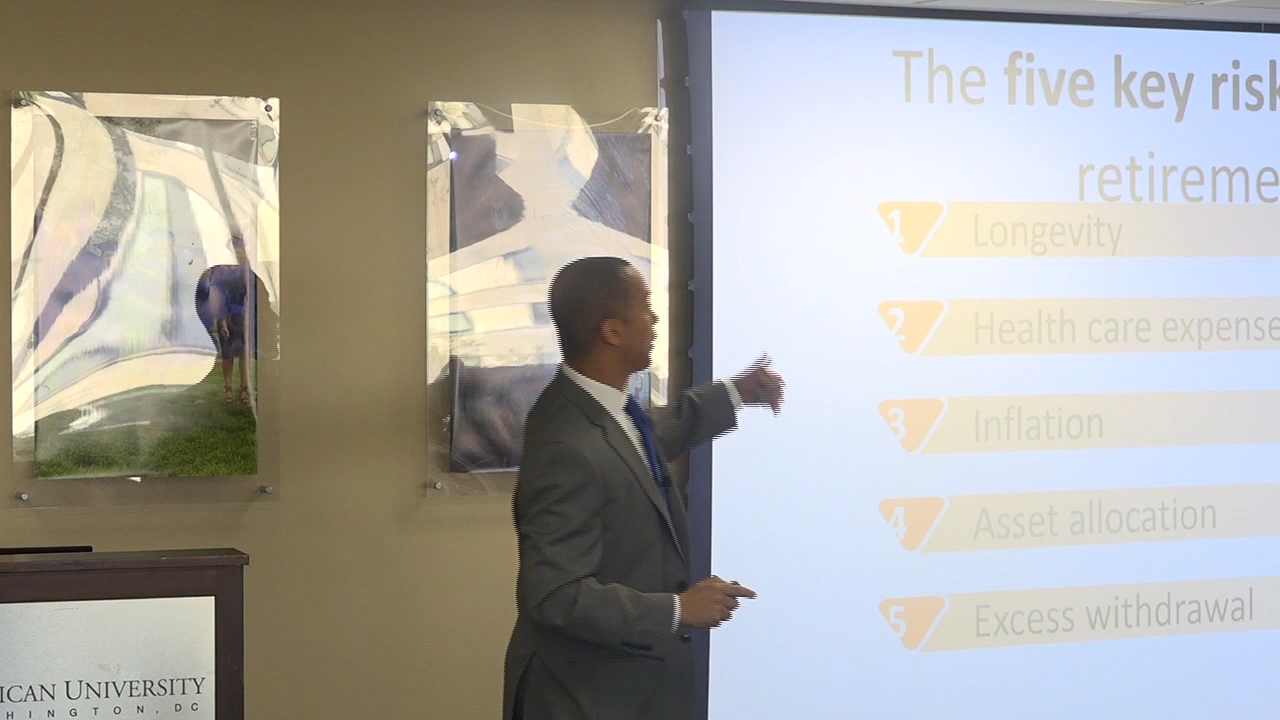 The five key risk
retireme
1 Longevity
2 Health care expense
3 Inflation
4 Asset allocation
5 Excess withdrawal
ICAN UNIVERSITY
HINGTON, DC